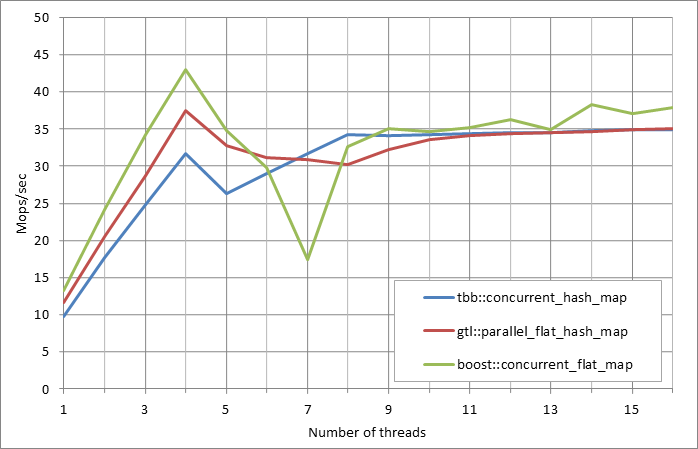 50
45
40
35
30
25
20
15
10
5
0
Mops/sec
tbb::concurrent_hash_map
gtl::parallel_flat_hash_map
boost::concurrent_flat_map
1 3 5 7 9 11 13 15
Number of threads